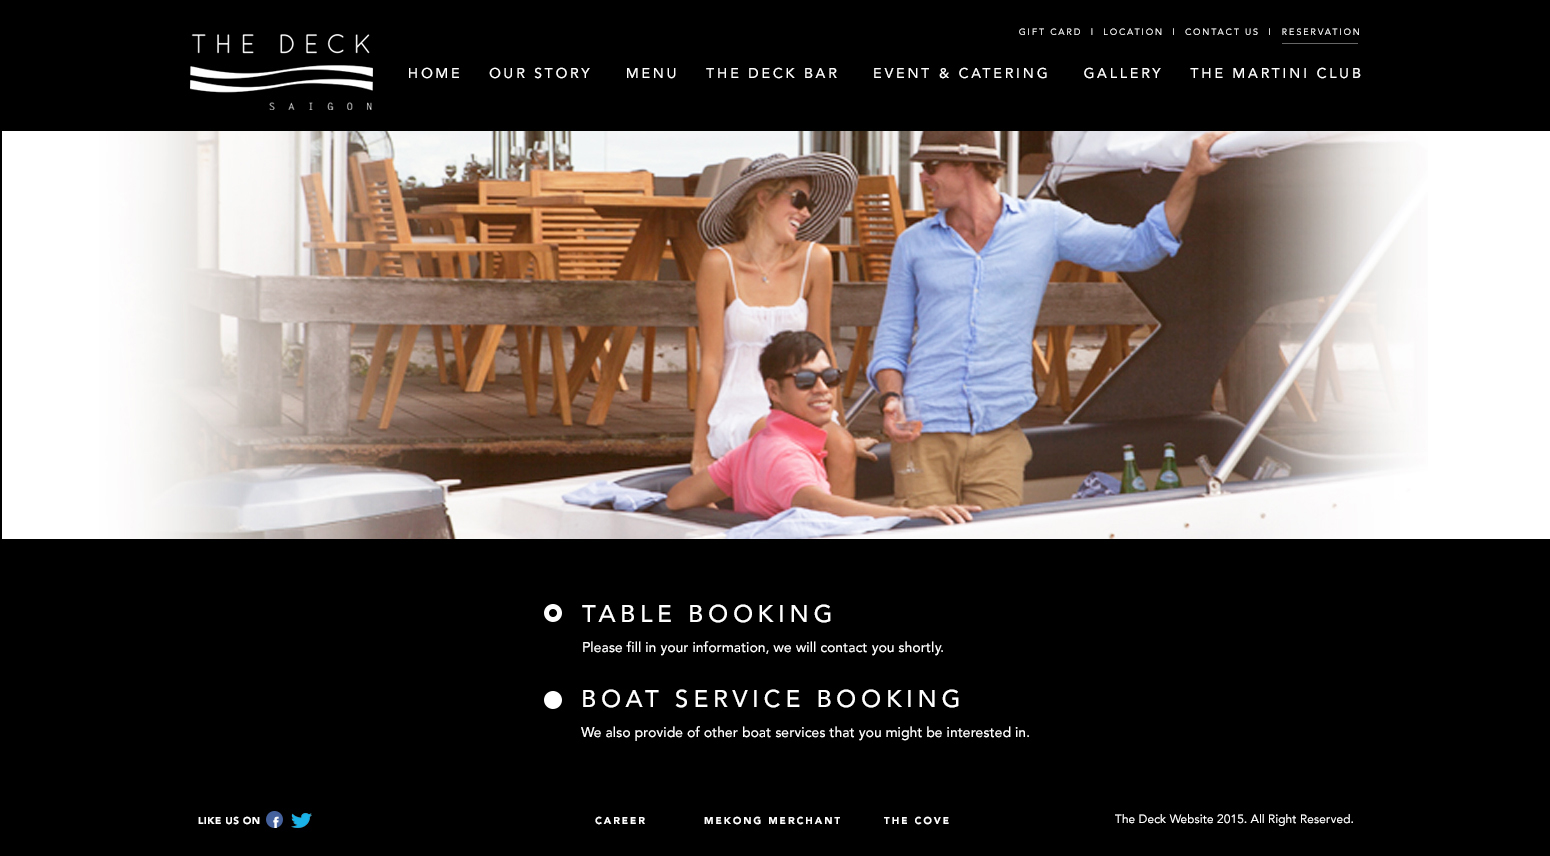 THE DECK
SAIGON
GIFT CARD | LOCATION | CONTACT US | RESERVATION
HOME OUR STORY MENU THE DECK BAR EVENT & CATERING GALLERY THE MARTINI CLUB
TABLE BOOKING
Please fill in your information, we will contact you shortly.
BOAT SERVICE BOOKING
We also provide of other boat services that you might be interested in.
LIKE US ON CAREER MEKONG MERCHANT THE COVE The Deck Website 2015. All Right Reserved.